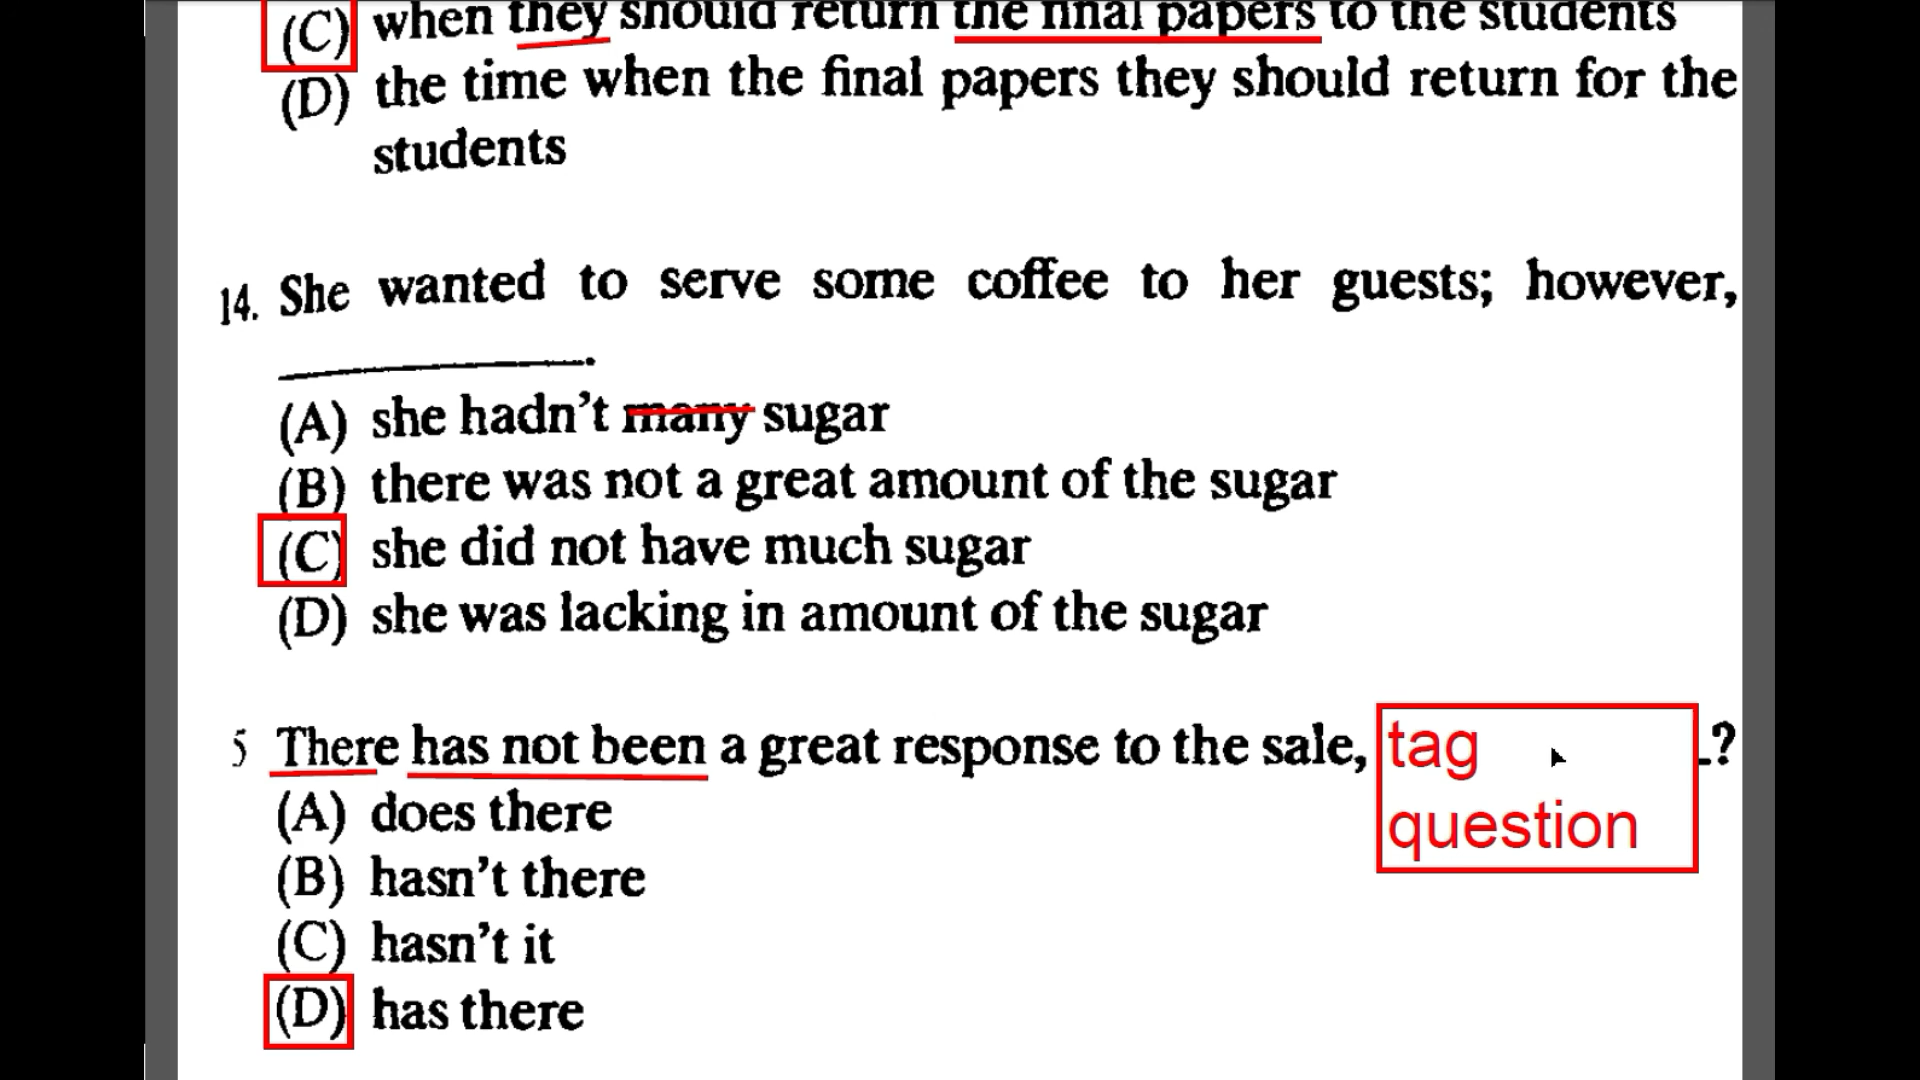 (C) when they should return the final papers to the students
(D) the time when the final papers they should return for the
students
14. She wanted to serve some coffee to her guests; however,
____________.
(A) she hadn't many sugar
(B) there was not a great amount of the sugar
(C) she did not have much sugar
(D) she was lacking in amount of the sugar
5 There has not been a great response to the sale, tag question _?
(A) does there
(B) hasn't there
(C) hasn't it
(D) has there